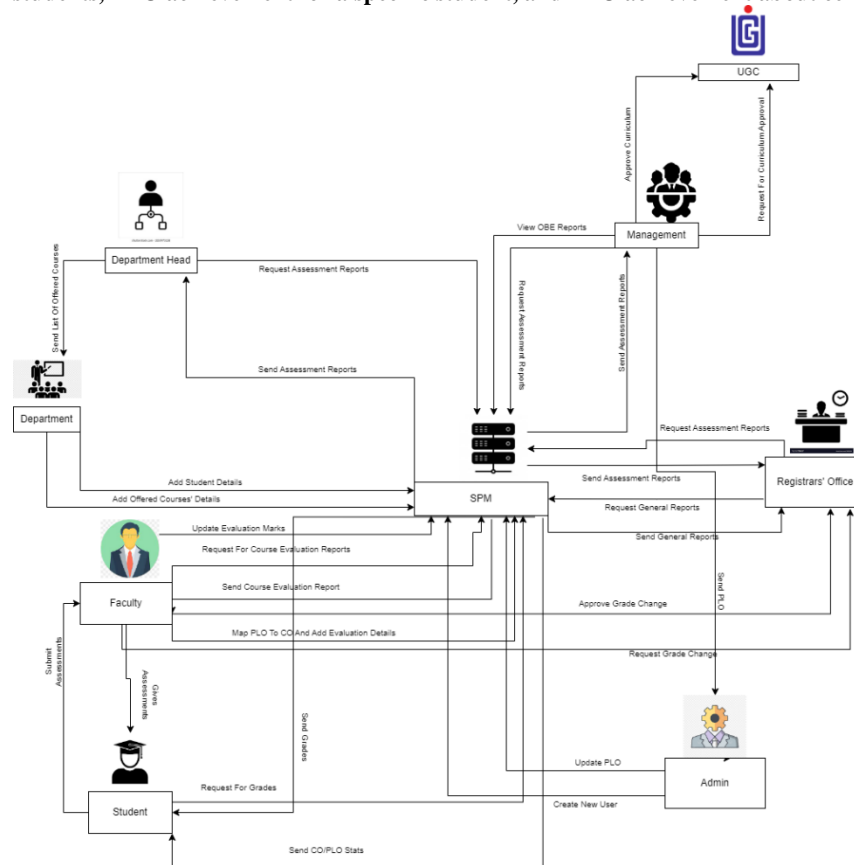 UGC
Approve Curriculum
Request For Curriculum Approval
Management
View OBE Reports
Department Head
Request Assessment Reports
Send List Of Offered Courses
Request Assessment
Reports
Send Assessment Reports
Send Assessment Reports
Department
Request Assessment Reports
Registrars' Office
Send Assessment Reports
Add Student Details
SPM
Add Offered Courses' Details
Request General Reports
Update Evaluation Marks
Send General Reports
Request For Course Evaluation Reports
Send Course Evaluation Report
Faculty
Send PLO
Approve Grade Change
Map PLO To CO And Add Evaluation Details
Request Grade Change
Submit
Assessments
Gives
Assessments
Send Grades
Update PLO
Admin
Request For Grades
Create New User
Student
Send CO/PLO Stats